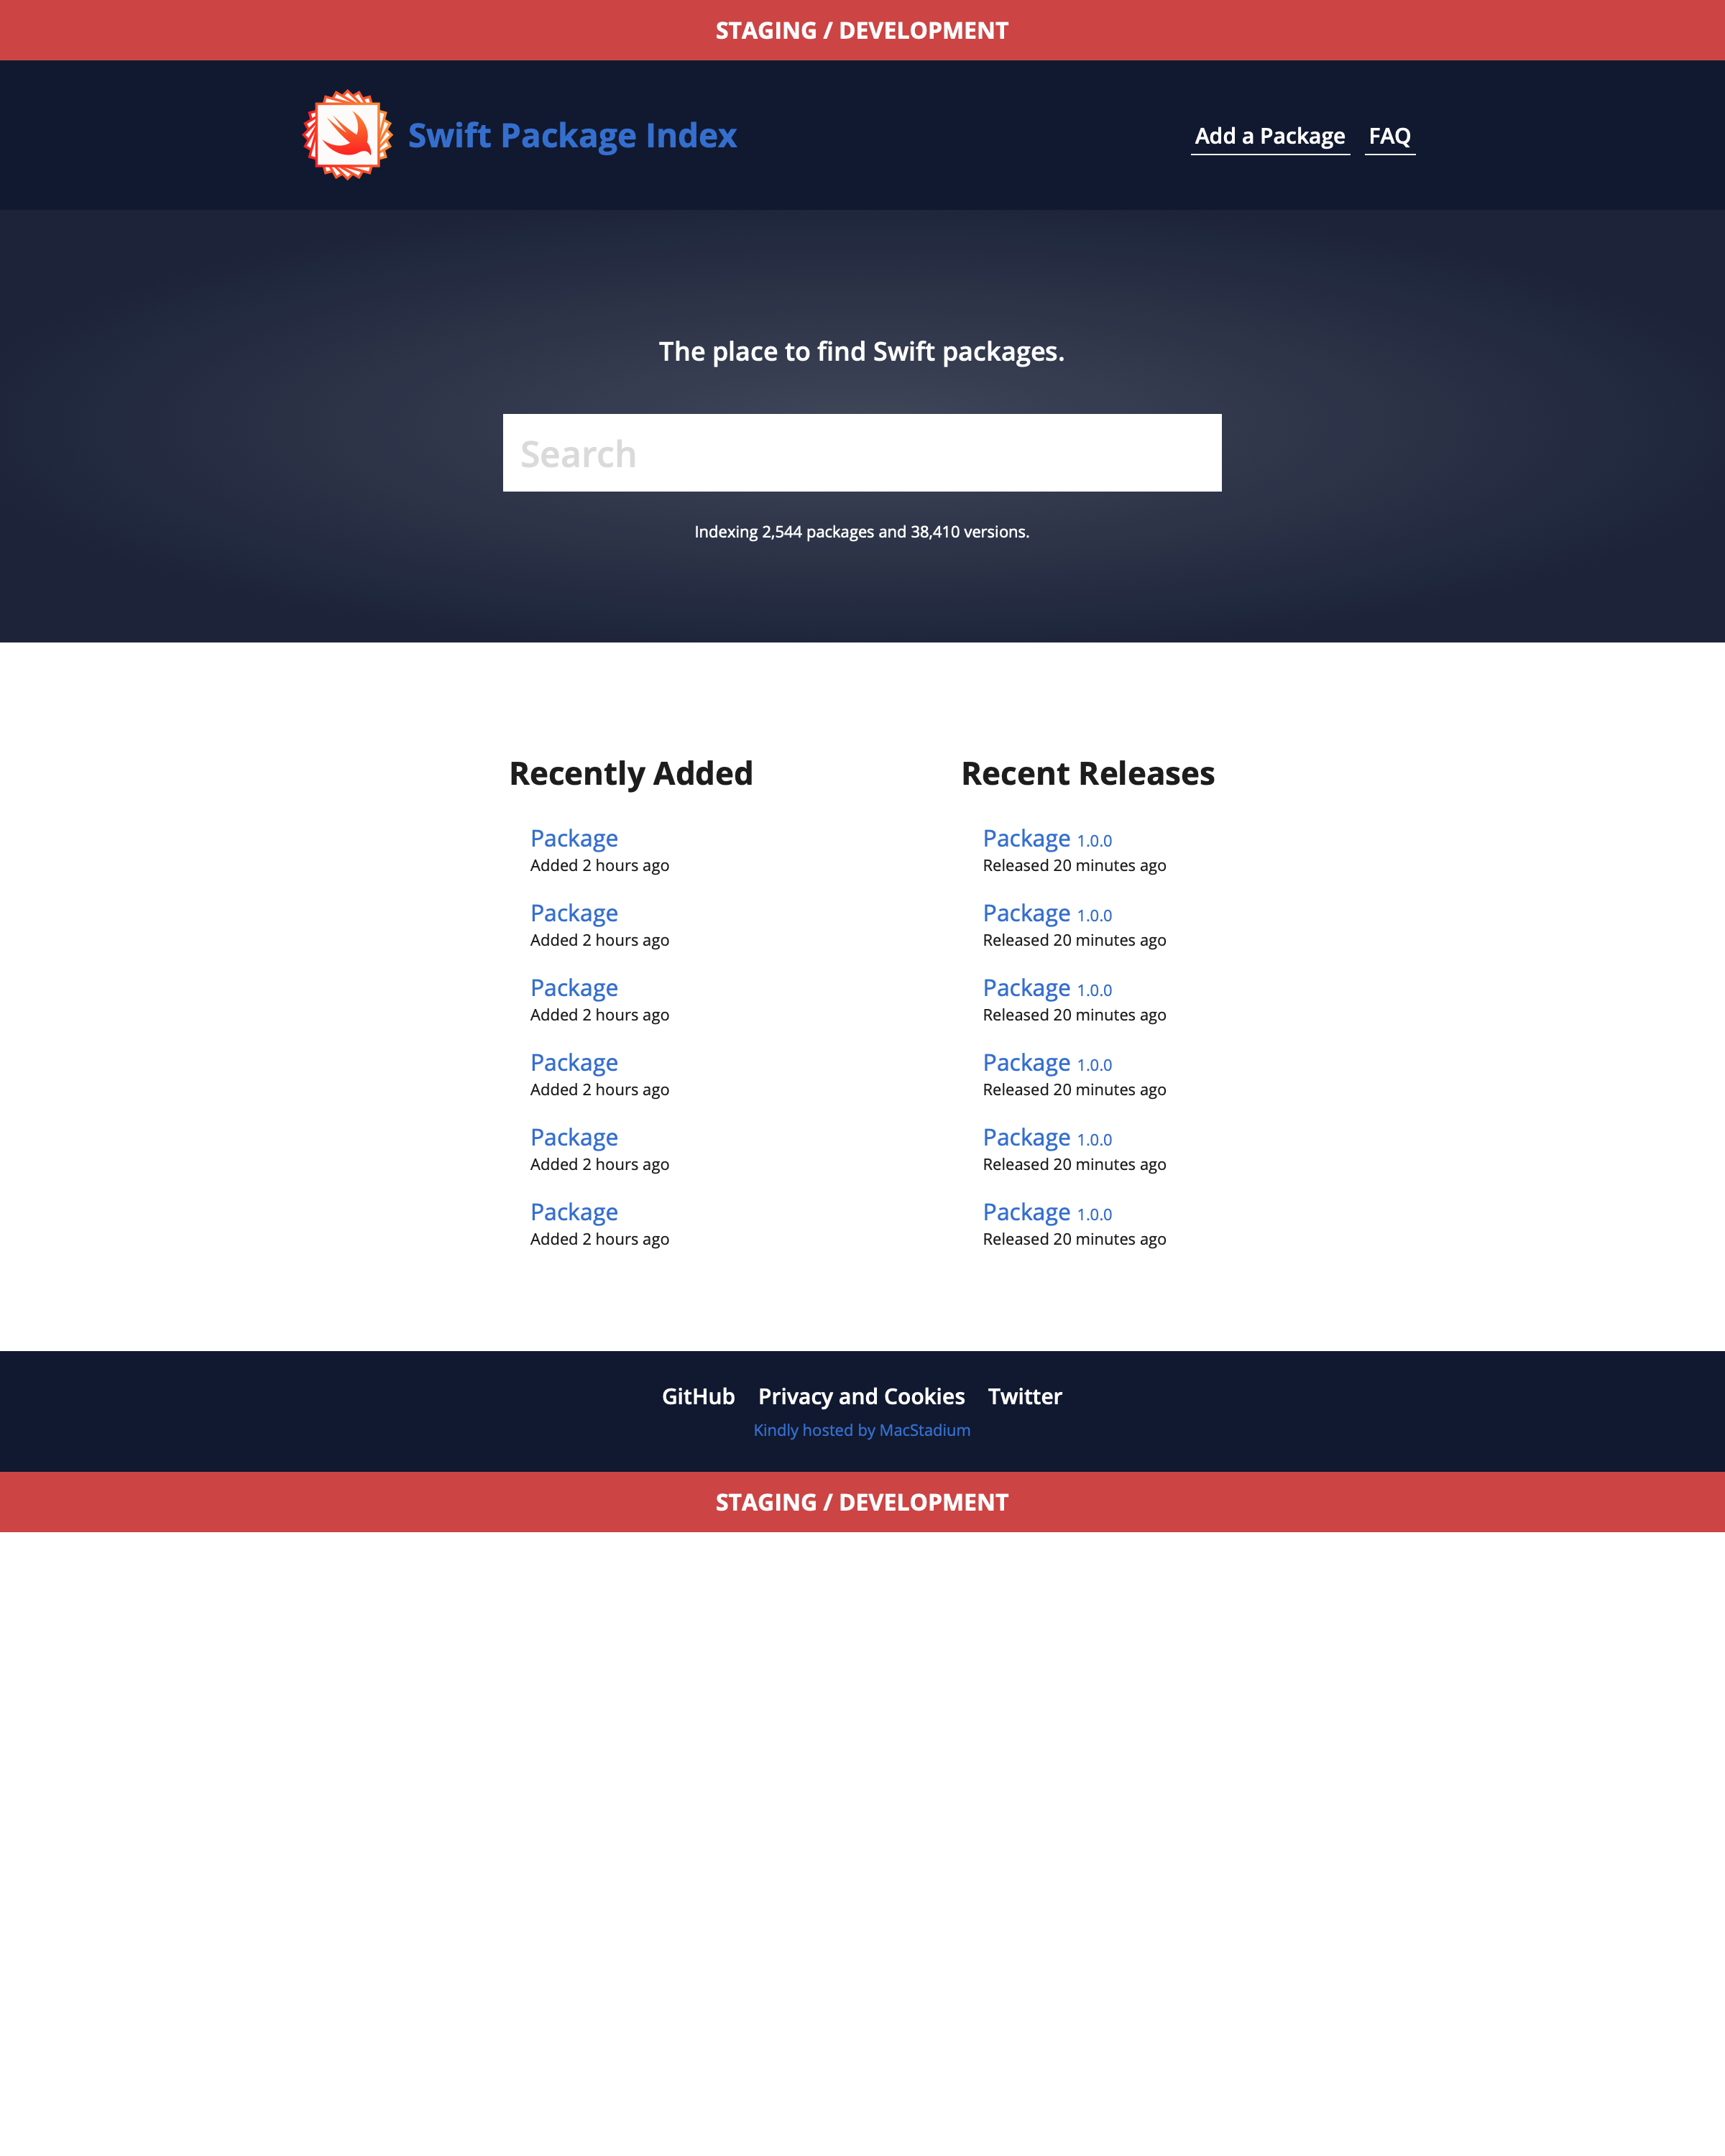 STAGING / DEVELOPMENT
Swift Package Index
Add a Package FAQ
The place to find Swift packages.
Search
Indexing 2,544 packages and 38,410 versions.
Recently Added
Package
Added 2 hours ago
Package
Added 2 hours ago
Package
Added 2 hours ago
Package
Added 2 hours ago
Package
Added 2 hours ago
Package
Added 2 hours ago
Recent Releases
Package 1.0.0
Released 20 minutes ago
Package 1.0.0
Released 20 minutes ago
Package 1.0.0
Released 20 minutes ago
Package 1.0.0
Released 20 minutes ago
Package 1.0.0
Released 20 minutes ago
Package 1.0.0
Released 20 minutes ago
GitHub Privacy and Cookies Twitter
Kindly hosted by MacStadium
STAGING / DEVELOPMENT